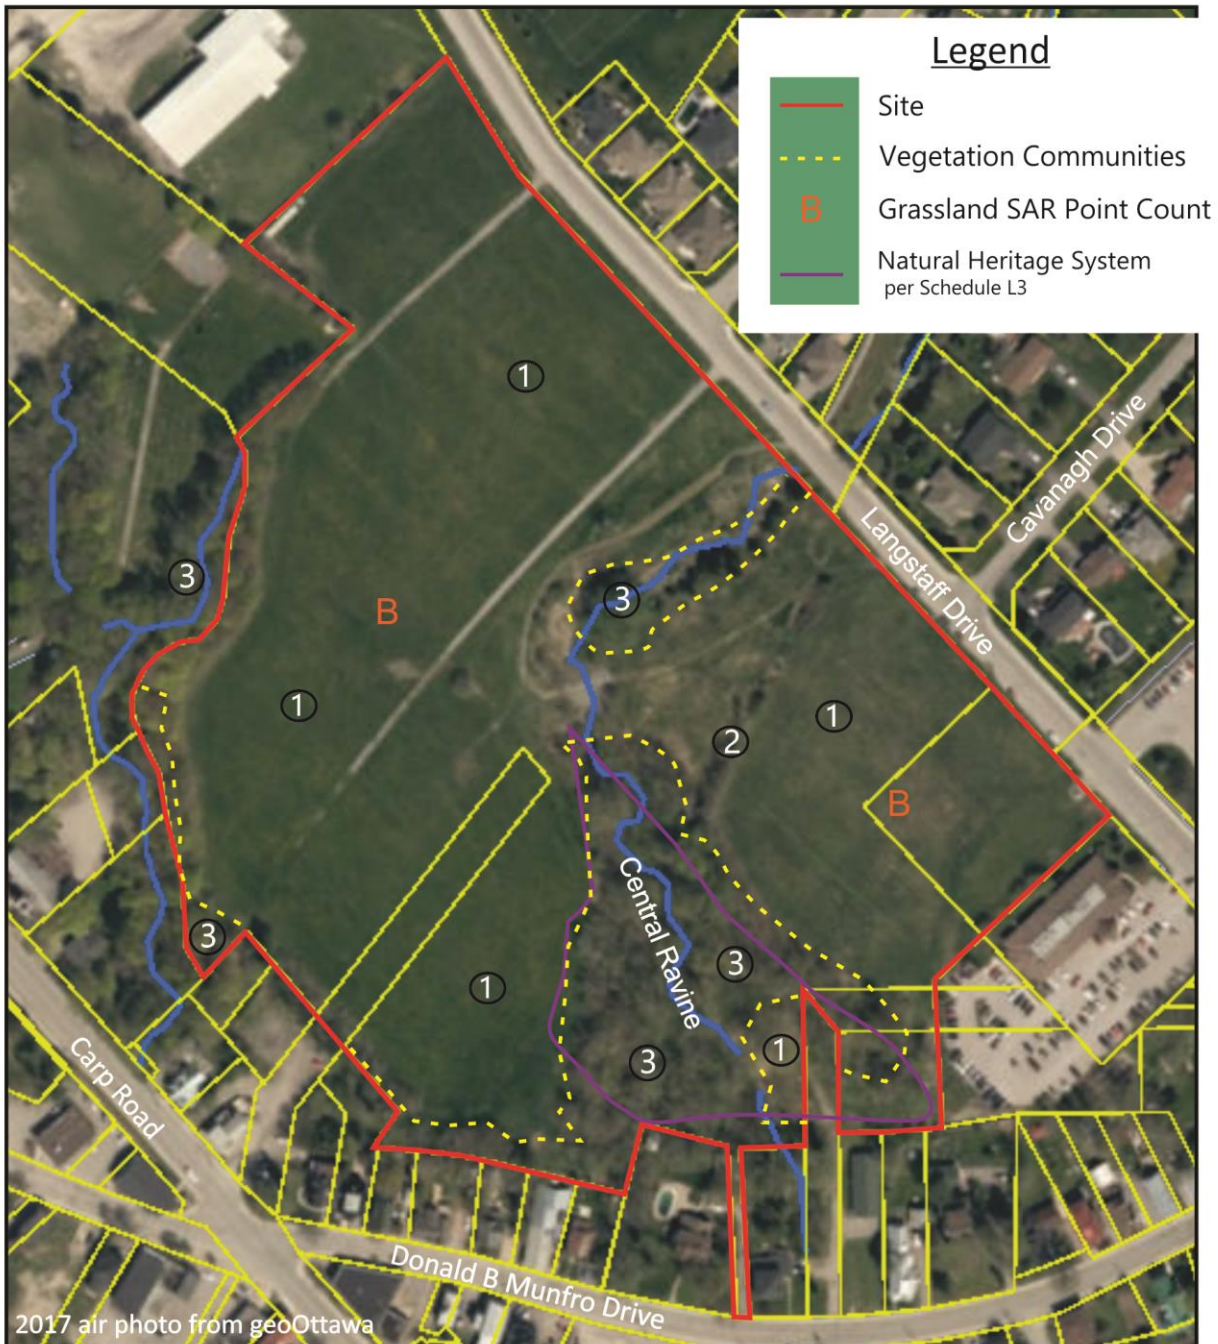 Legend
Site
Vegetation Communities
B Grassland SAR Point Count
Natural Heritage System
per Schedule L3
1
Cavanagh Drive
Langstaff Drive
3
3
B
1
1
2
B
Central Ravine
3
3
1
1
3
Carp Road
Donald B Munfro Drive
2017 air photo from geoOttawa